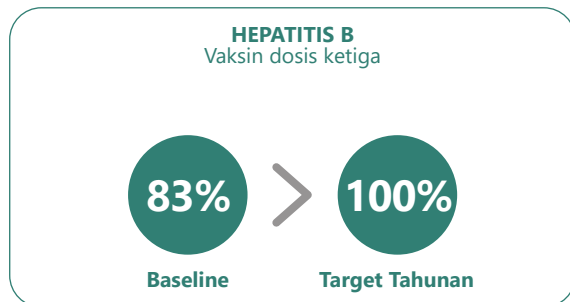 HEPATITIS B
Vaksin dosis ketiga
83% 100%
Baseline Target Tahunan